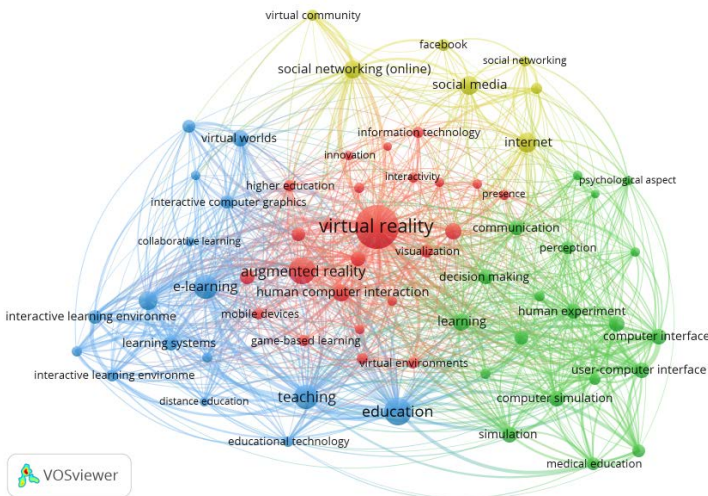 virtual community
facebook
social networking (online)
social networking
social media
information technology
virtual worlds
internet
innovation
higher education
interactivity
psychological aspect
presence
interactive computer graphics
virtual reality
communication
collaborative learning
visualization
perception
augmented reality
decision making
e-learning
human computer interaction
interactive learning environme
mobile devices
learning
human experiment
learning systems
game-based learning
computer interface
virtual environments
user-computer interface
interactive learning environme
teaching
distance education
education
computer simulation
educational technology
simulation
medical education
VOSviewer